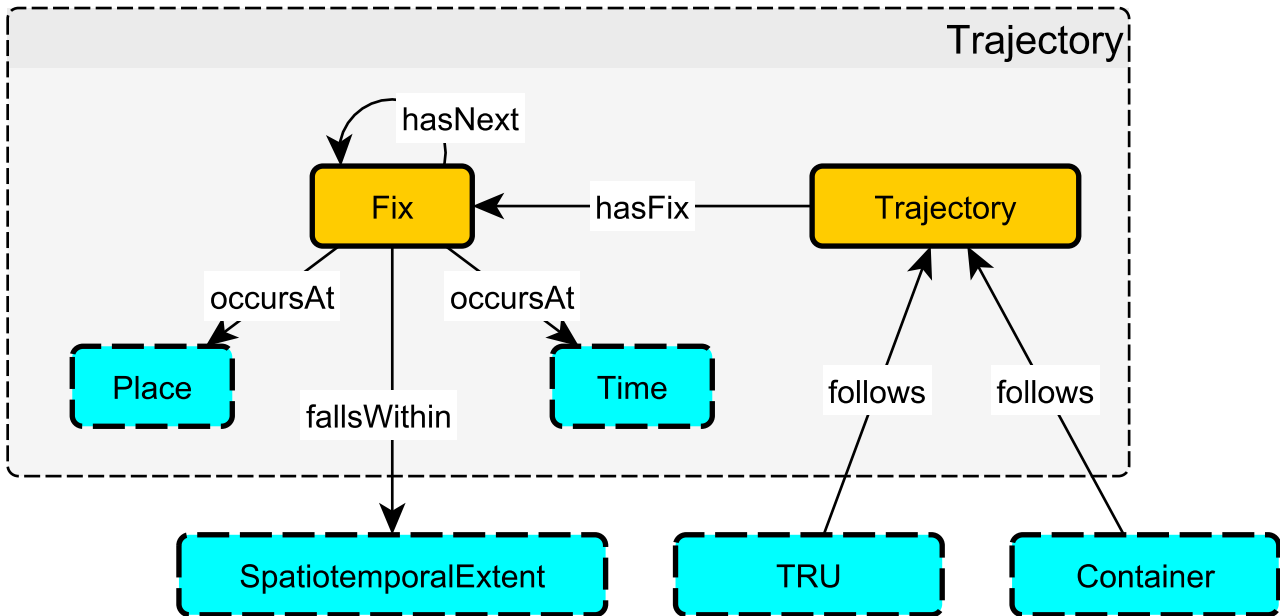 Trajectory
hasNext
Fix
hasFix
Trajectory
occursAt
occursAt
Place
fallsWithin
Time
follows
follows
SpatiotemporalExtent
TRU
Container